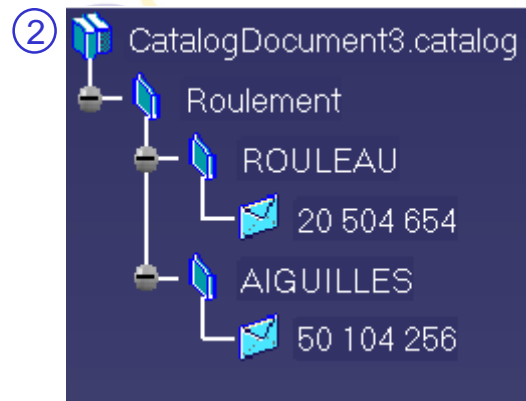 2
CatalogDocument3.catalog
Roulement
ROULEAU
20 504 654
AIGUILLES
50 104 256